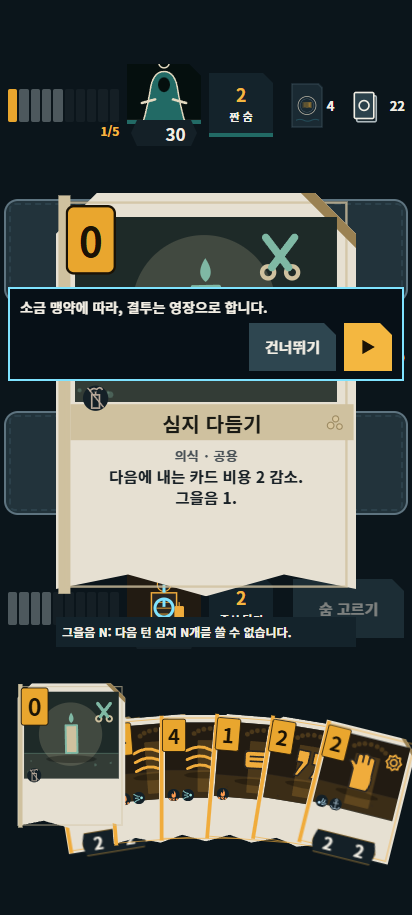 1/5
30
2
짠 숨
4
22
0
소금 맹약에 따라, 결투는 영장으로 합니다.
건너뛰기
심지 다듬기
의식 · 공용
다음에 내는 카드 비용 2 감소.
그을음 1.
2
숨 고르기
그을음 N: 다음 턴 심지 N개를 쓸 수 없습니다.
0
4
1
2
2
2
2
2